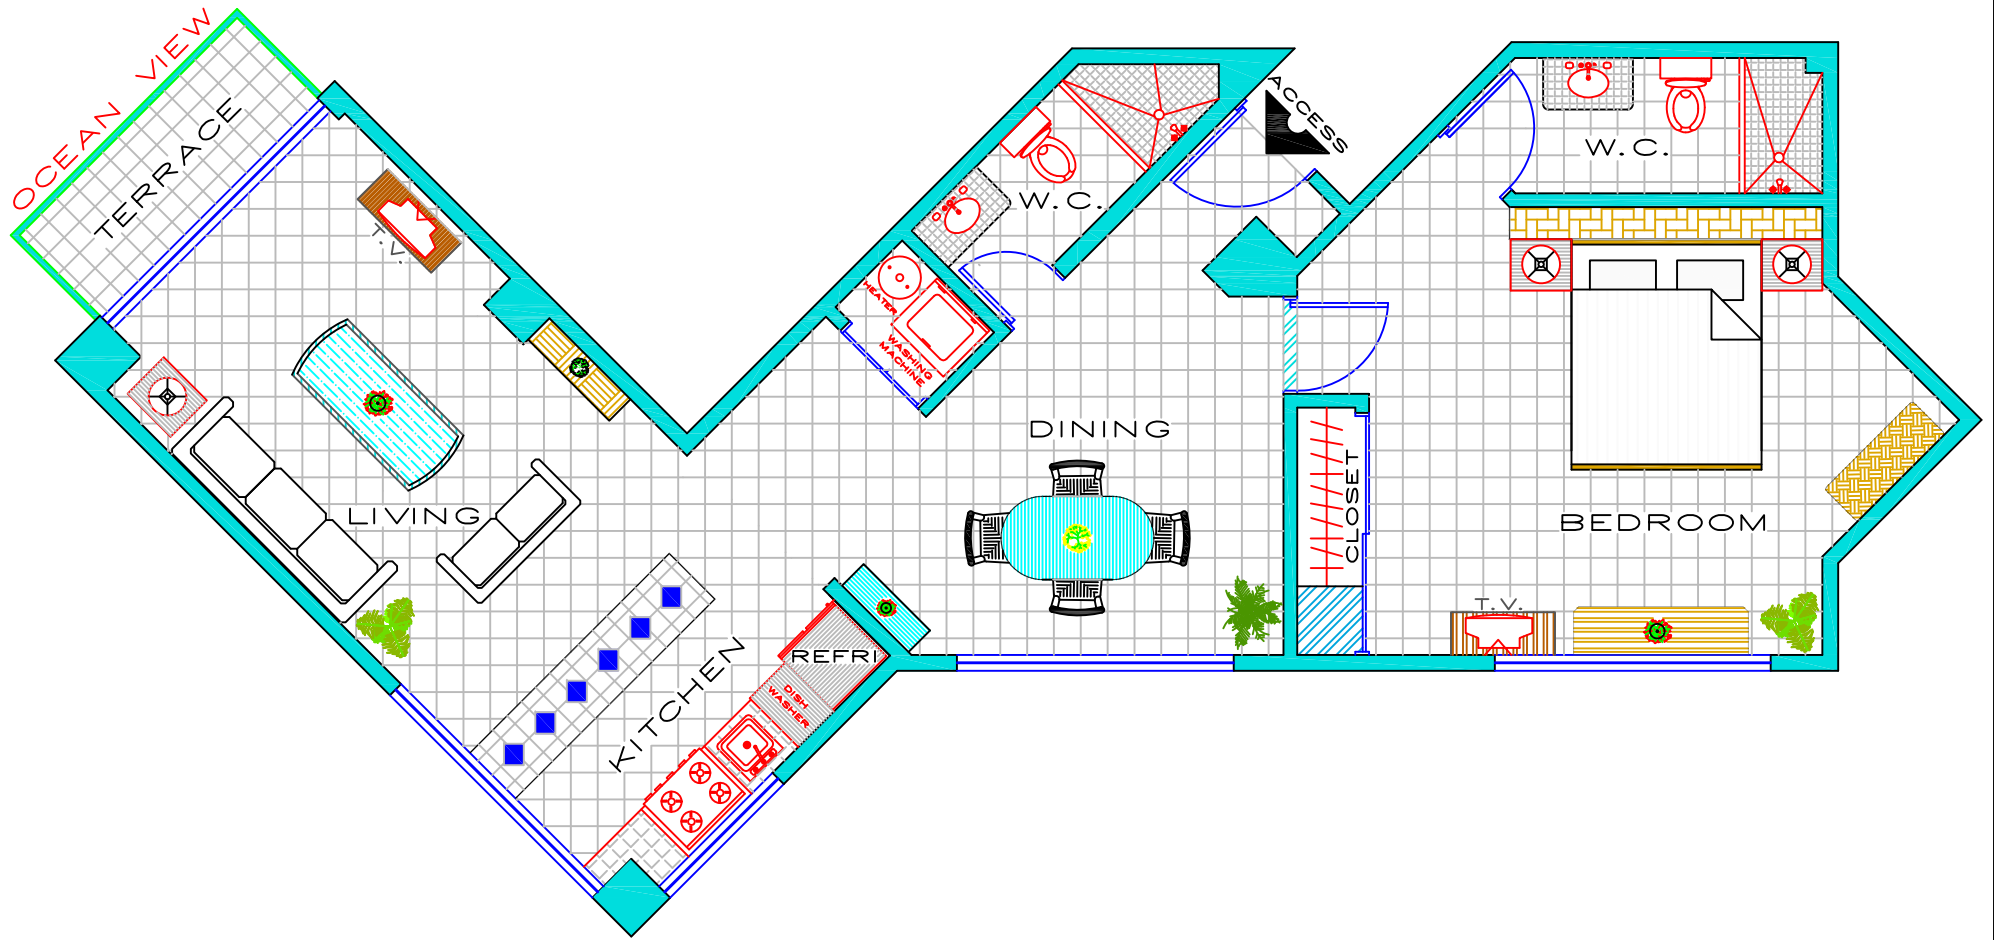 OCEAN VIEW
TERRACE
T.V.
LIVING
KITCHEN
REFRI
DISH
WASHER
HEATER
WASHING
MACHINE
W.C.
ACCESS
DINING
CLOSET
W.C.
BEDROOM
T.V.